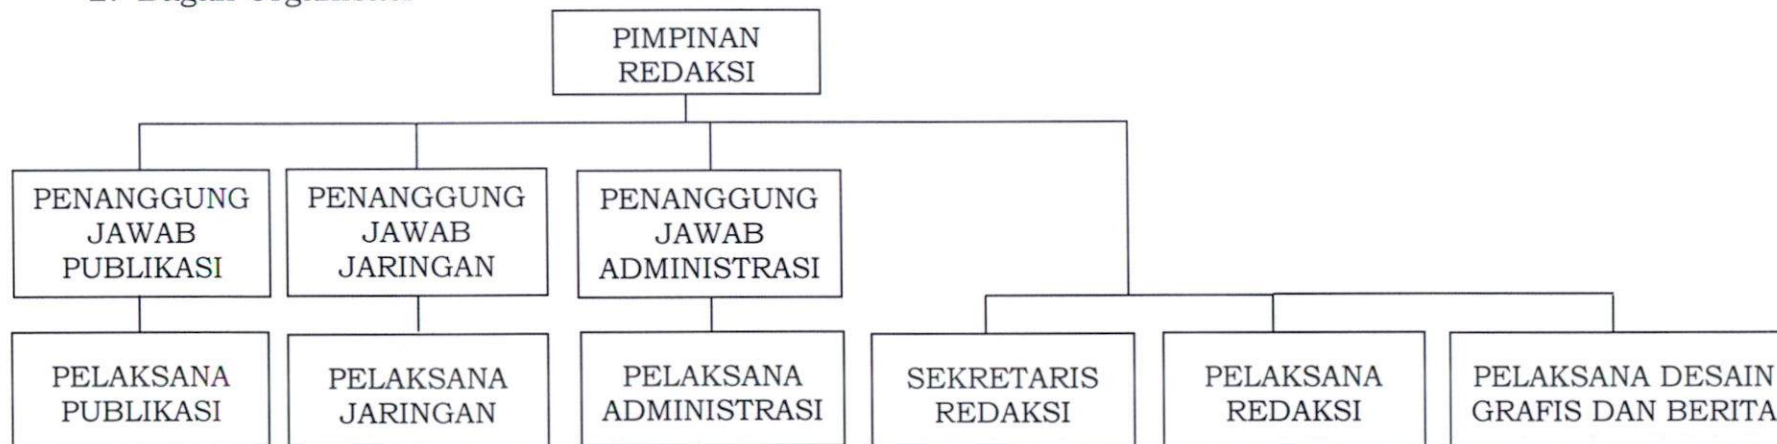 PIMPINAN
REDAKSI
PENANGGUNG
JAWAB
PUBLIKASI
PENANGGUNG
JAWAB
JARINGAN
PENANGGUNG
JAWAB
ADMINISTRASI
PELAKSANA
PUBLIKASI
PELAKSANA
JARINGAN
PELAKSANA
ADMINISTRASI
SEKRETARIS
REDAKSI
PELAKSANA
REDAKSI
PELAKSANA DESAIN
GRAFIS DAN BERITA